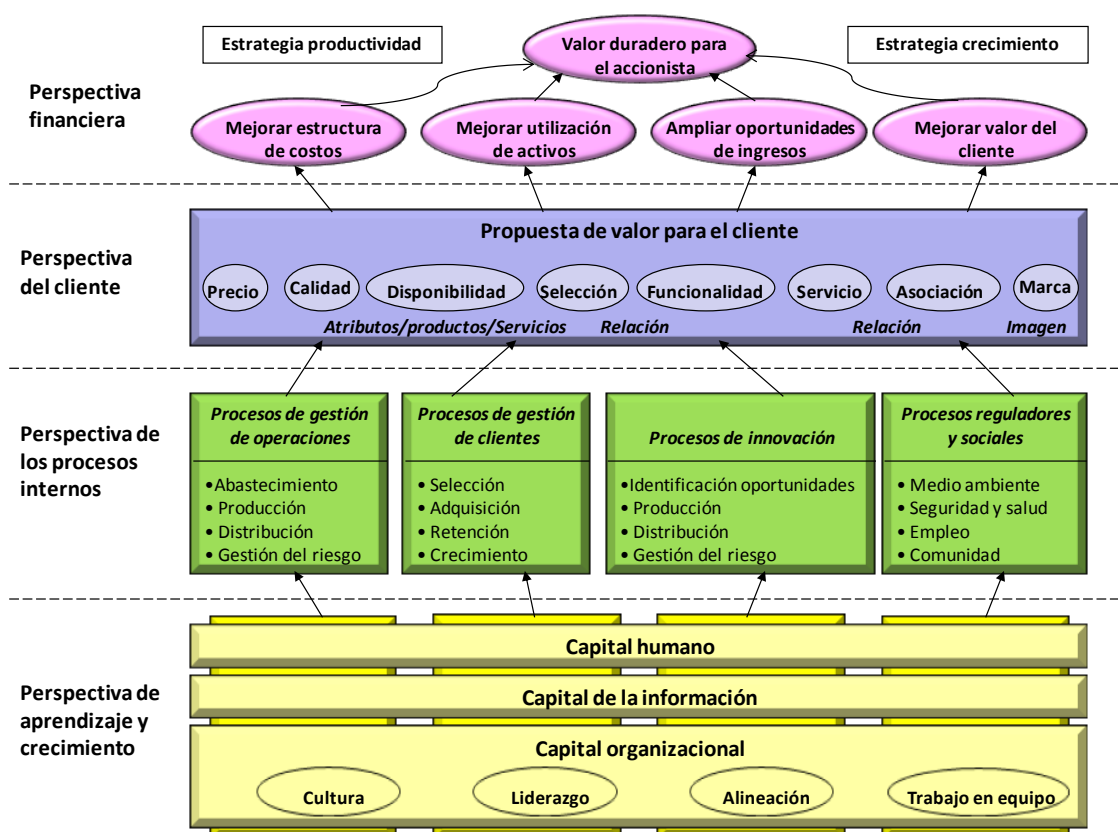 Estrategia productividad
Valor duradero para
el accionista
Estrategia crecimiento
Perspectiva
financiera
Mejorar estructura
de costos
Mejorar utilización
de activos
Ampliar oportunidades
de ingresos
Mejorar valor del
cliente
Perspectiva
del cliente
Propuesta de valor para el cliente
Precio
Calidad
Disponibilidad
Selección
Funcionalidad
Servicio
Asociación
Marca
Atributos/productos/Servicios
Relación
Relación
Imagen
Perspectiva de
los procesos
internos
Procesos de gestión
de operaciones
•Abastecimiento
• Producción
• Distribución
• Gestión del riesgo
Procesos de gestión
de clientes
• Selección
• Adquisición
• Retención
• Crecimiento
Procesos de innovación
•Identificación oportunidades
• Producción
• Distribución
• Gestión del riesgo
Procesos reguladores
y sociales
• Medio ambiente
• Seguridad y salud
• Empleo
• Comunidad
Perspectiva de
aprendizaje y
crecimiento
Capital humano
Capital de la información
Capital organizacional
Cultura
Liderazgo
Alineación
Trabajo en equipo